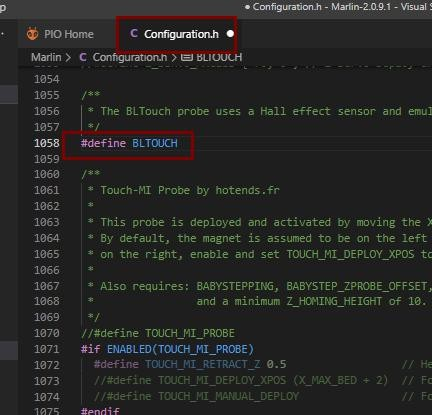 p
Configuration.h - Marlin-2.0.9.1 - Visual S
PIO Home
C Configuration.h
Marlin > C Configuration.h > BLTOUCH
1054
1055 /**
1056 * The BLTouch probe uses a Hall effect sensor and emul
1057 */
1058 #define BLTOUCH
1059
1060 /**
1061 * Touch-MI Probe by hotends.fr
1062 *
1063 * This probe is deployed and activated by moving the X
1064 * By default, the magnet is assumed to be on the left
1065 * on the right, enable and set TOUCH_MI_DEPLOY_XPOS to
1066 *
1067 * Also requires: BABYSTEPPING, BABYSTEP_ZPROBE_OFFSET,
1068 * and a minimum Z_HOMING_HEIGHT of 10.
1069 */
1070 //#define TOUCH_MI_PROBE
1071 #if ENABLED(TOUCH_MI_PROBE)
1072 #define TOUCH_MI_RETRACT_Z 0.5 // He
1073 //#define TOUCH_MI_DEPLOY_XPOS (X_MAX_BED + 2) // Fo
1074 //#define TOUCH_MI_MANUAL_DEPLOY // Fo
1075 #endif